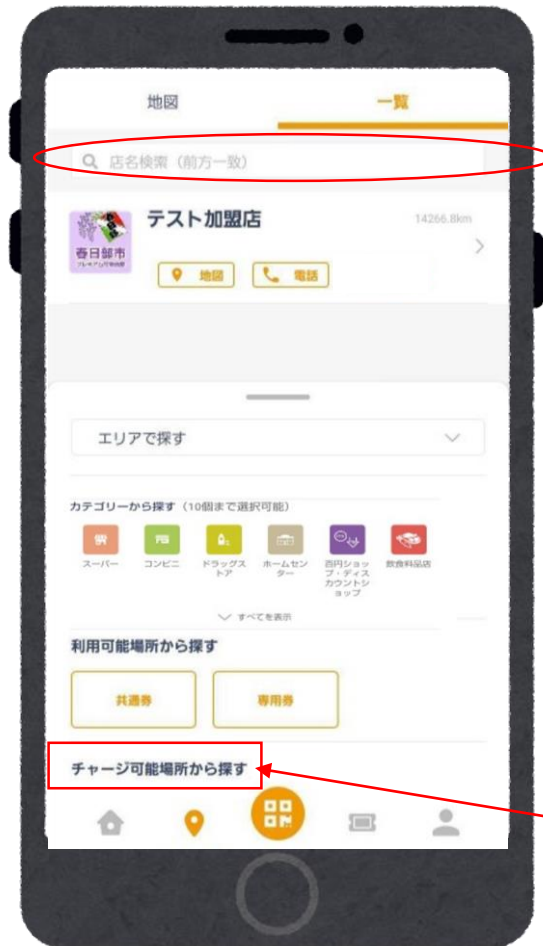 地図
一覧
店名検索（前方一致）
テスト加盟店
14266.8km
春日部市
地図
電話
エリアで探す
カテゴリーから探す（10個まで選択可能）
スーパー
コンビニ
ドラッグス
トア
ホームセン
ター
百円ショッ
プ・ディス
カウントシ
ョップ
飲食料品店
すべてを表示
利用可能場所から探す
共通券
専用券
チャージ可能場所から探す